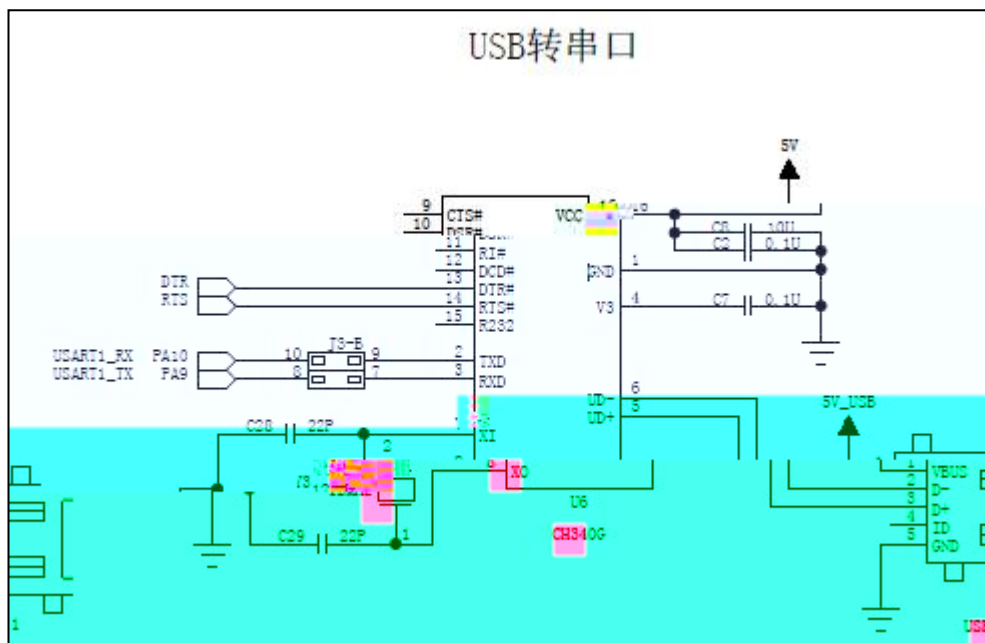 USB转串口
5V
9 CTS# VCC
10 DSR#
C8 10U
11 RI# C2 0.1U
12 DCD# GND 1
DTR 13 DTR#
RTS 14 RTS# V3 4 C7 0.1U
15 R232
J3-B
USART1_RX PA10 10 9 2 TXD
USART1_TX PA9 8 7 3 RXD
UD- 6
UD+ 5
5V_USB
C28 22P XI
2
XO
1 VBUS
2 D-
3 D+
4 ID
5 GND
U6
C29 22P 1
CH340G
1
USB